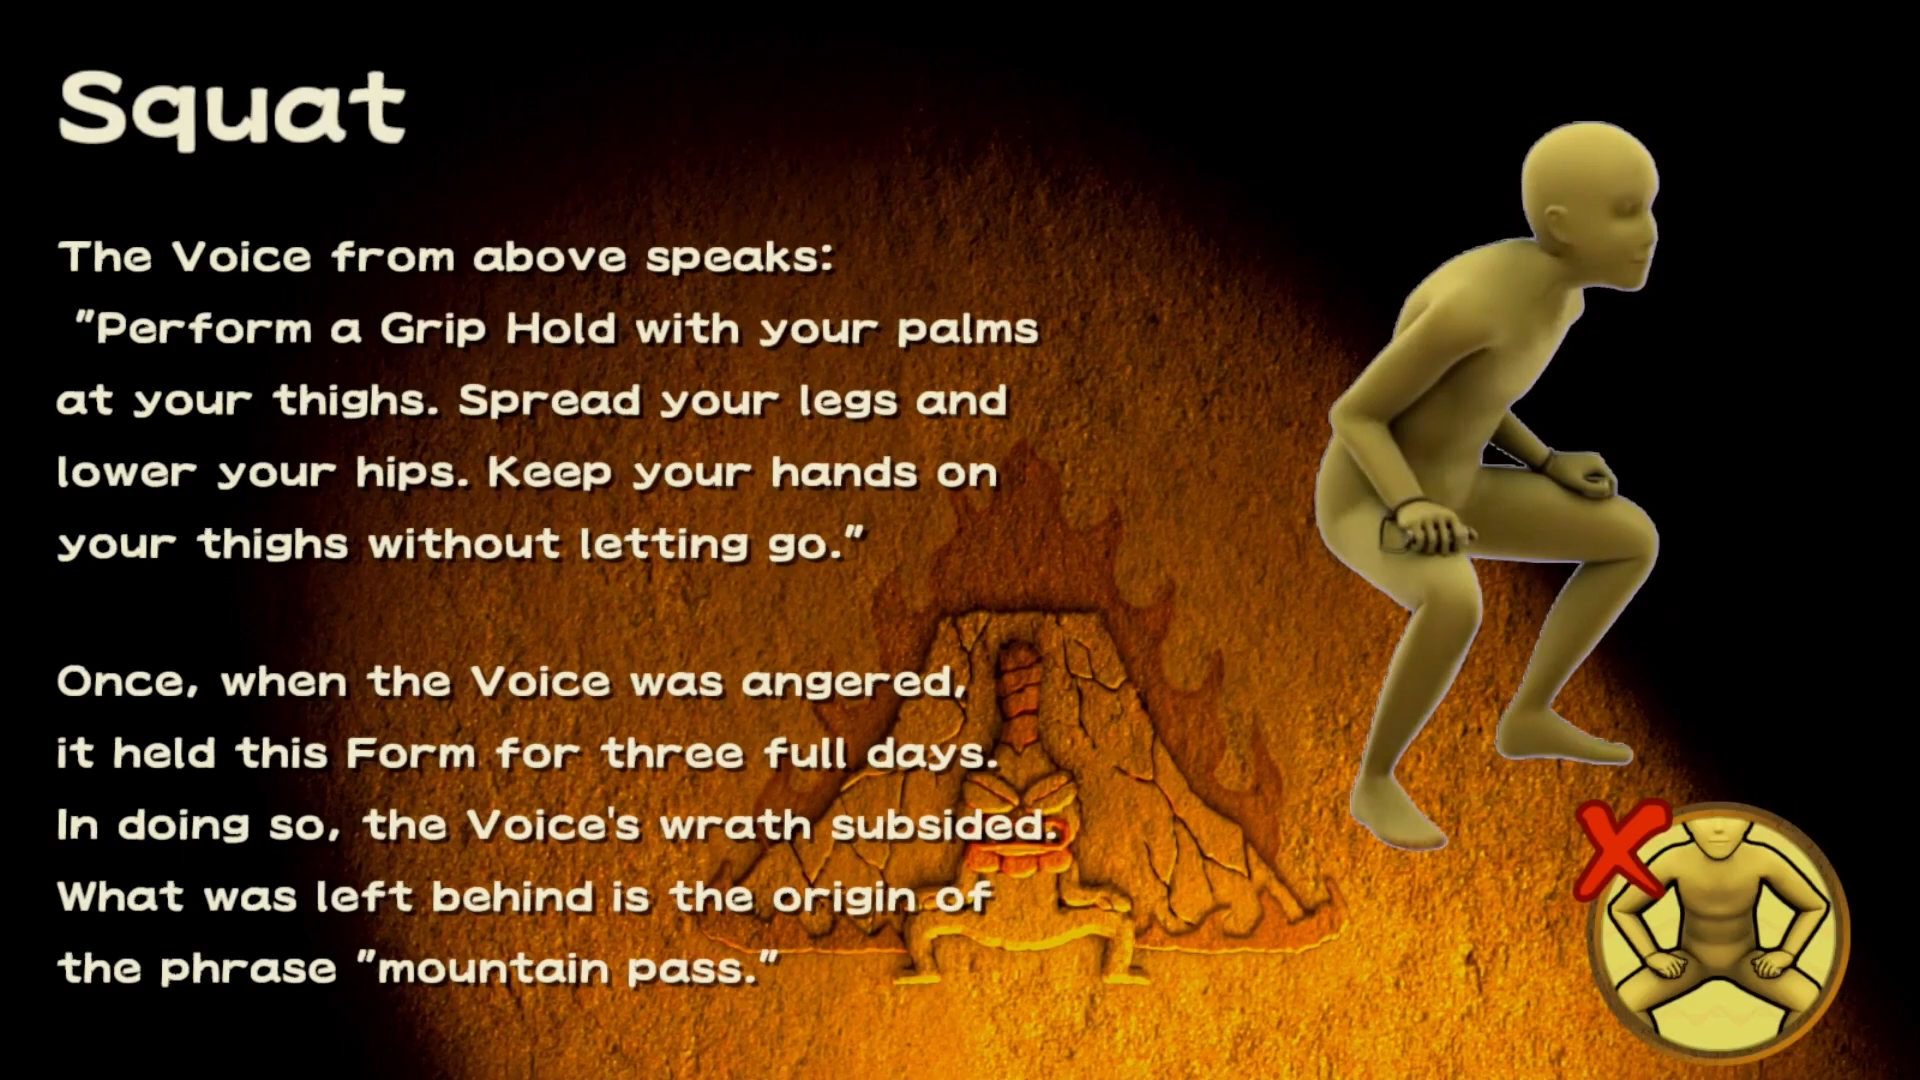 Squat
The Voice from above speaks:
"Perform a Grip Hold with your palms
at your thighs. Spread your legs and
lower your hips. Keep your hands on
your thighs without letting go."
Once, when the Voice was angered,
it held this Form for three full days.
In doing so, the Voice's wrath subsided.
What was left behind is the origin of
the phrase "mountain pass."